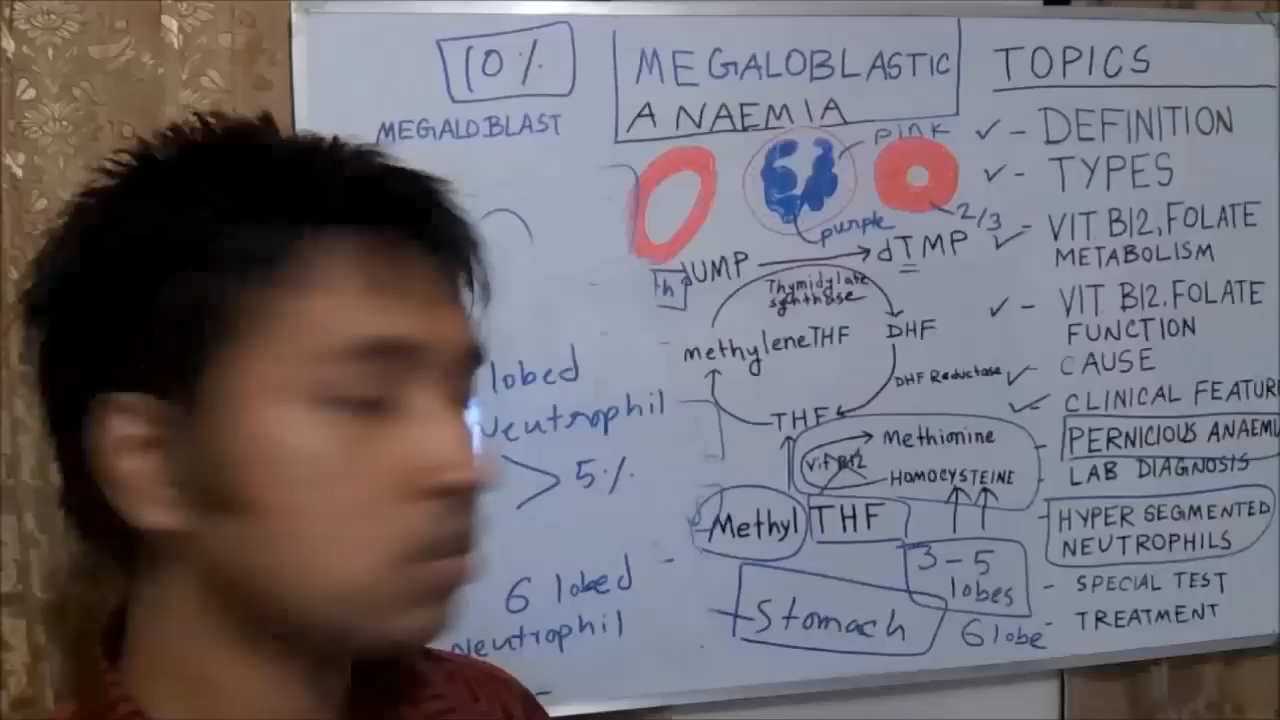 10%
MEGALOBLAST
MEGALOBLASTIC
ANAEMIA
pink
purple
2/3
dUMP
dTMP
Thymidylate
synthase
methyleneTHF
DHF
DHF Reductase
THF
Methionine
Vit B12
HOMOCYSTEINE
Methyl THF
3-5
lobes
Stomach
6 lobe
lobed
Neutrophil
> 5%
6 lobed
Neutrophil
TOPICS
✓ - DEFINITION
✓ - TYPES
✓ - VIT B12, FOLATE
METABOLISM
✓ - VIT B12, FOLATE
FUNCTION
✓ CAUSE
✓ CLINICAL FEATUR
- PERNICIOUS ANAEMI
LAB DIAGNOSIS
- HYPER SEGMENTED
NEUTROPHILS
- SPECIAL TEST
- TREATMENT